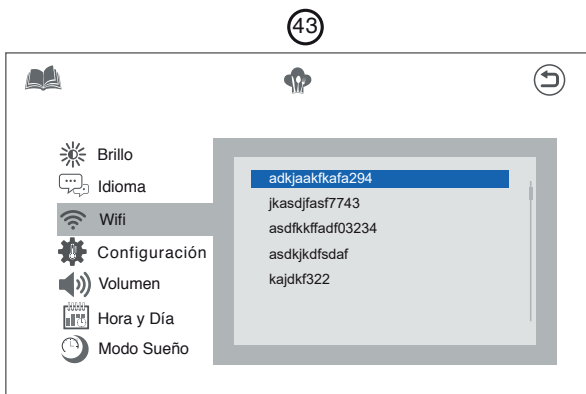 43
Brillo
Idioma
Wifi
Configuración
Volumen
Hora y Día
Modo Sueño
adkjaakfkafa294
jkasdjfasf7743
asdfkkffadf03234
asdkjkdfsdaf
kajdkf322